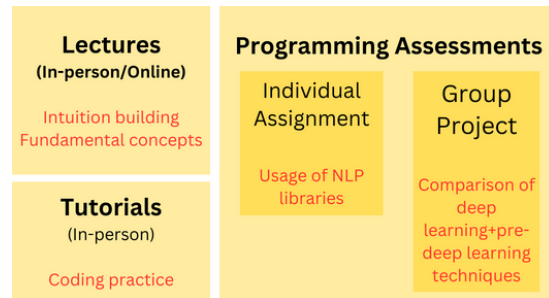 Lectures
(In-person/Online)
Intuition building
Fundamental concepts
Tutorials
(In-person)
Coding practice
Programming Assessments
Individual
Assignment
Usage of NLP
libraries
Group
Project
Comparison of
deep
learning+pre-
deep learning
techniques